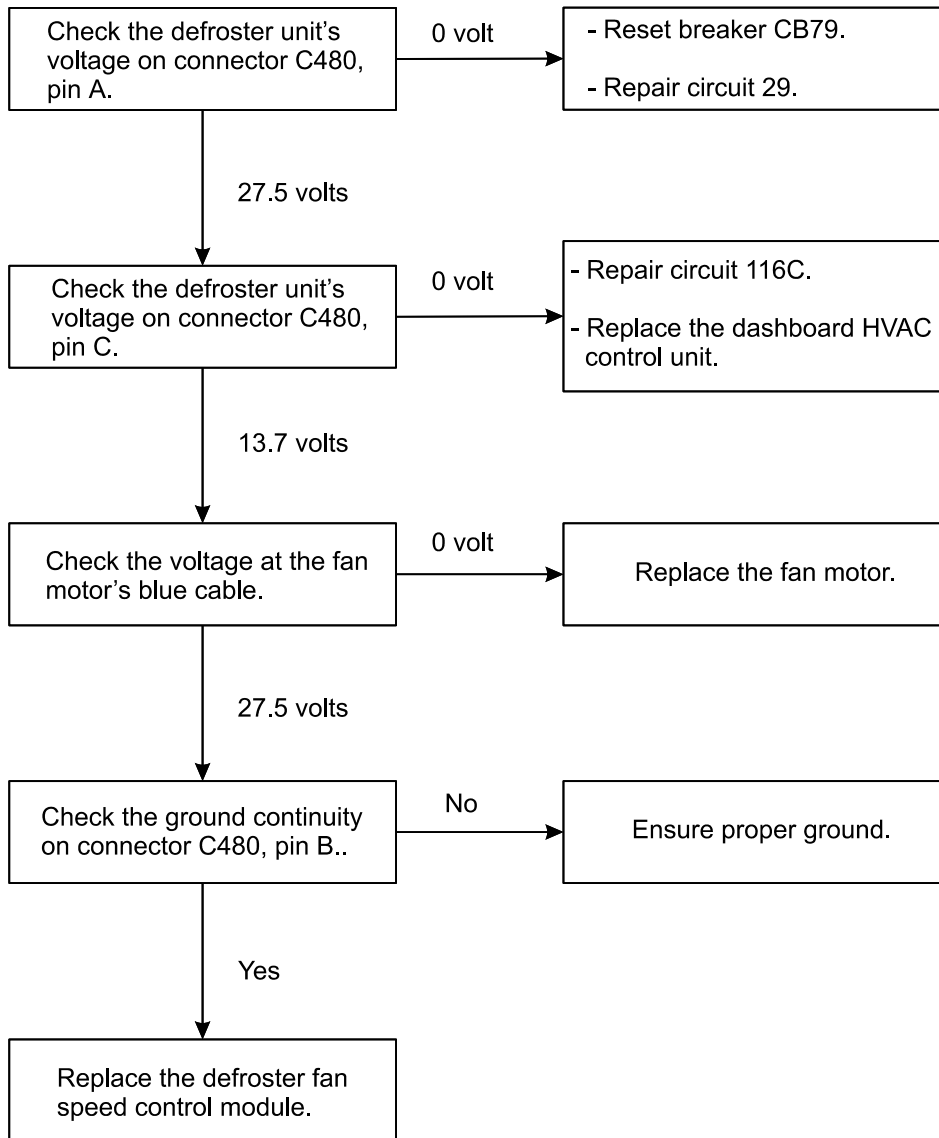 Check the defroster unit's
voltage on connector C480,
pin A.
0 volt
- Reset breaker CB79.
- Repair circuit 29.
27.5 volts
Check the defroster unit's
voltage on connector C480,
pin C.
0 volt
- Repair circuit 116C.
- Replace the dashboard HVAC
control unit.
13.7 volts
Check the voltage at the fan
motor's blue cable.
0 volt
Replace the fan motor.
27.5 volts
Check the ground continuity
on connector C480, pin B..
No
Ensure proper ground.
Yes
Replace the defroster fan
speed control module.